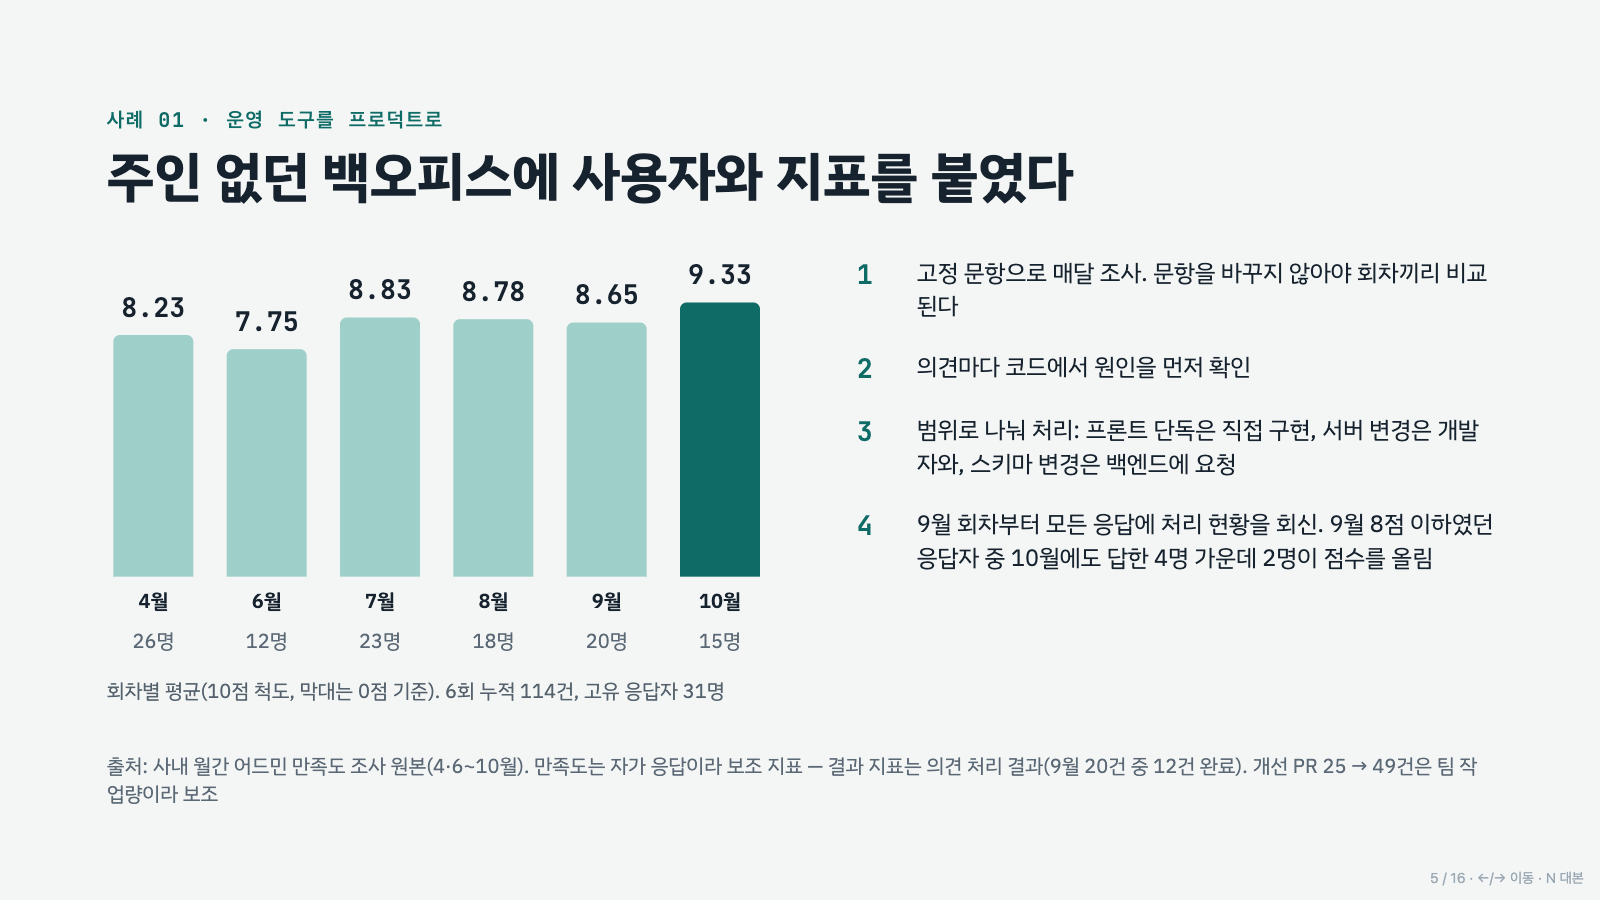 사례 01 · 운영 도구를 프로덕트로
주인 없던 백오피스에 사용자와 지표를 붙였다
8.23
7.75
8.83
8.78
8.65
9.33
4월
6월
7월
8월
9월
10월
26명
12명
23명
18명
20명
15명
회차별 평균(10점 척도, 막대는 0점 기준). 6회 누적 114건, 고유 응답자 31명
1
고정 문항으로 매달 조사. 문항을 바꾸지 않아야 회차끼리 비교
된다
2
의견마다 코드에서 원인을 먼저 확인
3
범위로 나눠 처리: 프론트 단독은 직접 구현, 서버 변경은 개발
자와, 스키마 변경은 백엔드에 요청
4
9월 회차부터 모든 응답에 처리 현황을 회신. 9월 8점 이하였던
응답자 중 10월에도 답한 4명 가운데 2명이 점수를 올림
출처: 사내 월간 어드민 만족도 조사 원본(4·6~10월). 만족도는 자가 응답이라 보조 지표 — 결과 지표는 의견 처리 결과(9월 20건 중 12건 완료). 개선 PR 25 → 49건은 팀 작
업량이라 보조
5 / 16 · ←/→ 이동 · N 대본